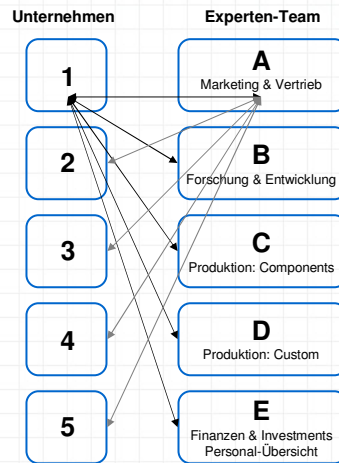 Unternehmen Experten-Team
1
A
Marketing & Vertrieb
2
B
Forschung & Entwicklung
3
C
Produktion: Components
4
D
Produktion: Custom
5
E
Finanzen & Investments
Personal-Übersicht